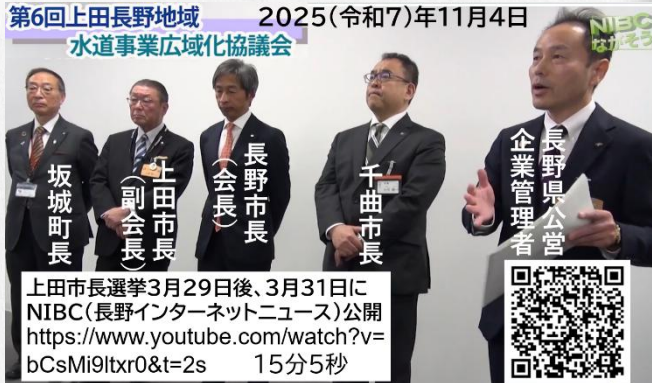 第6回上田長野地域
水道事業広域化協議会
2025(令和7)年11月4日
NIBC
ながそう
坂城町長
上田市長
(副会長)
長野市長
(会長)
千曲市長
長野県公営
企業管理者
上田市長選挙3月29日後、3月31日に
NIBC(長野インターネットニュース)公開
https://www.youtube.com/watch?v=
bCsMi9ltxr0&t=2s 15分5秒